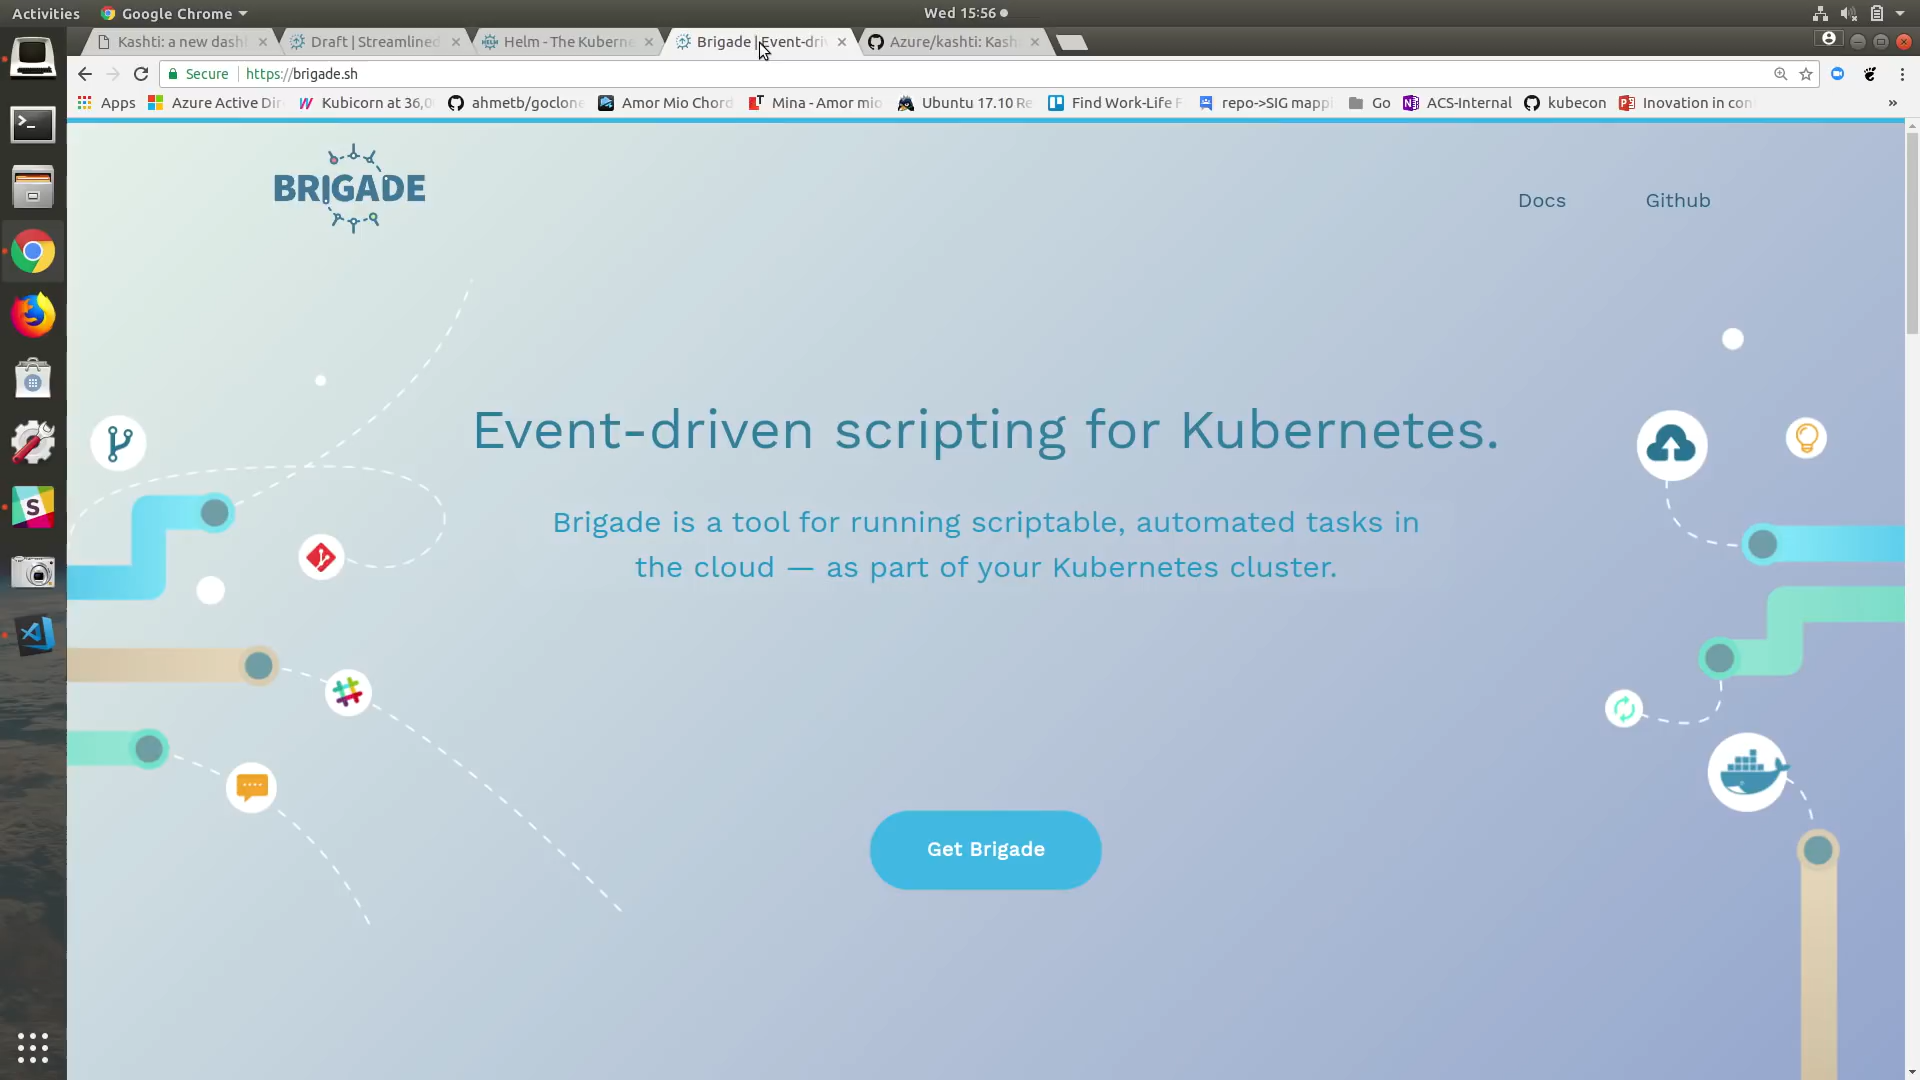 Activities
Google Chrome
Wed 15:56
Kashti: a new dash
Draft | Streamlined
HELM
Helm - The Kuberne
Brigade | Event-driv
Azure/kashti: Kash
Secure
https://brigade.sh
Apps
Azure Active Dir
Kubicorn at 36,0
ahmetb/goclone
Amor Mio Chord
Mina - Amor mio
Ubuntu 17.10 Re
Find Work-Life F
repo->SIG mappi
Go
ACS-Internal
kubecon
Inovation in con
»
BRIGADE
Docs
Github
Event-driven scripting for Kubernetes.
Brigade is a tool for running scriptable, automated tasks in
the cloud — as part of your Kubernetes cluster.
Get Brigade